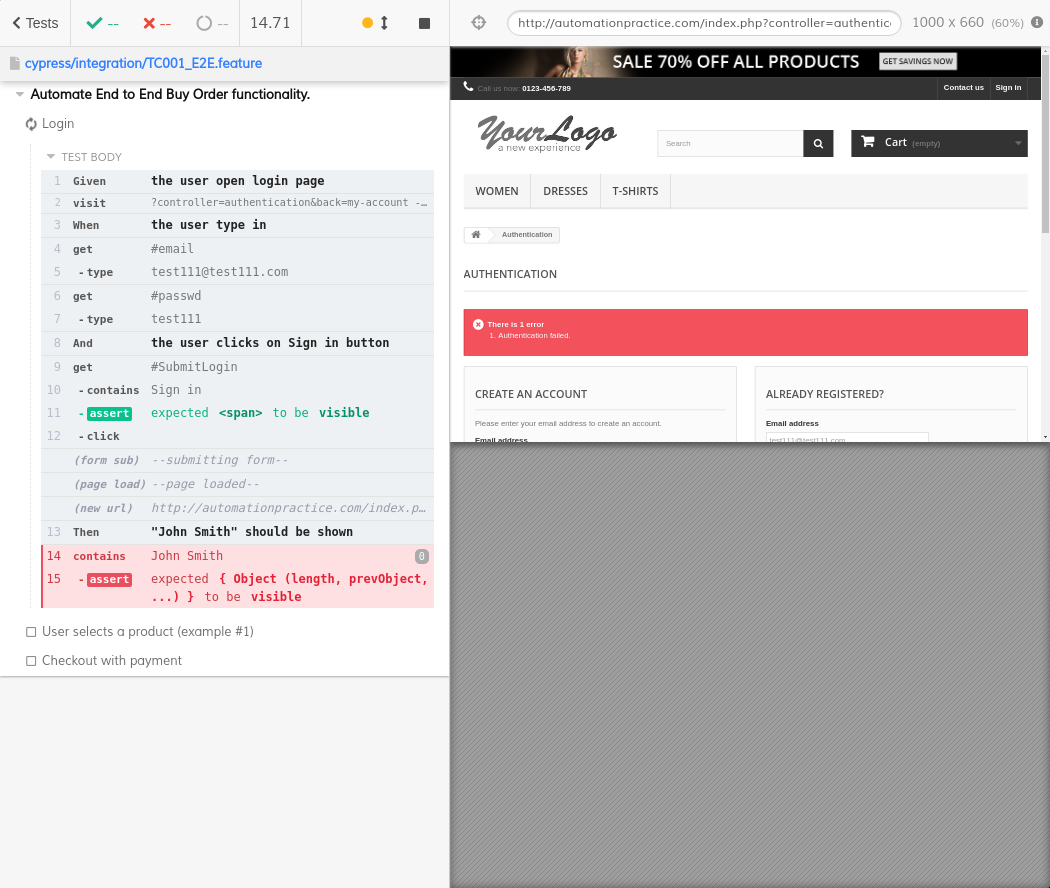 Tests
--
--
--
14.71
cypress/integration/TC001_E2E.feature
Automate End to End Buy Order functionality.
Login
TEST BODY
1 Given the user open login page
2 visit ?controller=authentication&back=my-account -…
3 When the user type in
4 get #email
5 -type test111@test111.com
6 get #passwd
7 -type test111
8 And the user clicks on Sign in button
9 get #SubmitLogin
10 -contains Sign in
11 -assert expected <span> to be visible
12 -click
(form sub) --submitting form--
(page load) --page loaded--
(new url) http://automationpractice.com/index.p…
13 Then "John Smith" should be shown
14 contains John Smith 0
15 -assert expected { Object (length, prevObject,
...) } to be visible
User selects a product (example #1)
Checkout with payment
http://automationpractice.com/index.php?controller=authentic
1000 x 660 (60%)
SALE 70% OFF ALL PRODUCTS GET SAVINGS NOW
Call us now: 0123-456-789 Contact us Sign in
YourLogo
a new experience
Search
Cart (empty)
WOMEN DRESSES T-SHIRTS
Authentication
AUTHENTICATION
There is 1 error
1. Authentication failed.
CREATE AN ACCOUNT
Please enter your email address to create an account.
Email address
ALREADY REGISTERED?
Email address
test111@test111.com